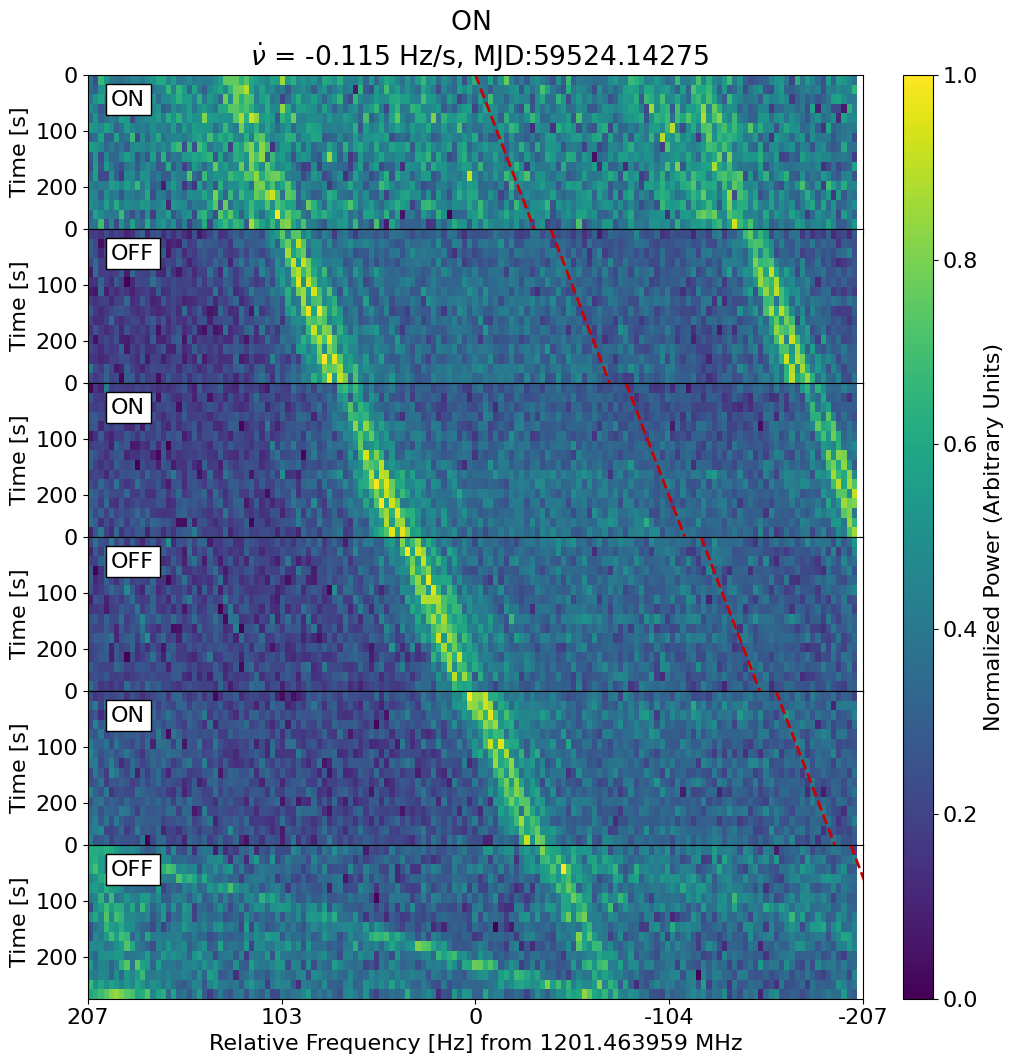 ON
ν̇ = -0.115 Hz/s, MJD:59524.14275
0
100
200
Time [s]
ON
0
100
200
Time [s]
OFF
0
100
200
Time [s]
ON
0
100
200
Time [s]
OFF
0
100
200
Time [s]
ON
0
100
200
Time [s]
OFF
207
103
0
-104
-207
Relative Frequency [Hz] from 1201.463959 MHz
1.0
0.8
0.6
0.4
0.2
0.0
Normalized Power (Arbitrary Units)